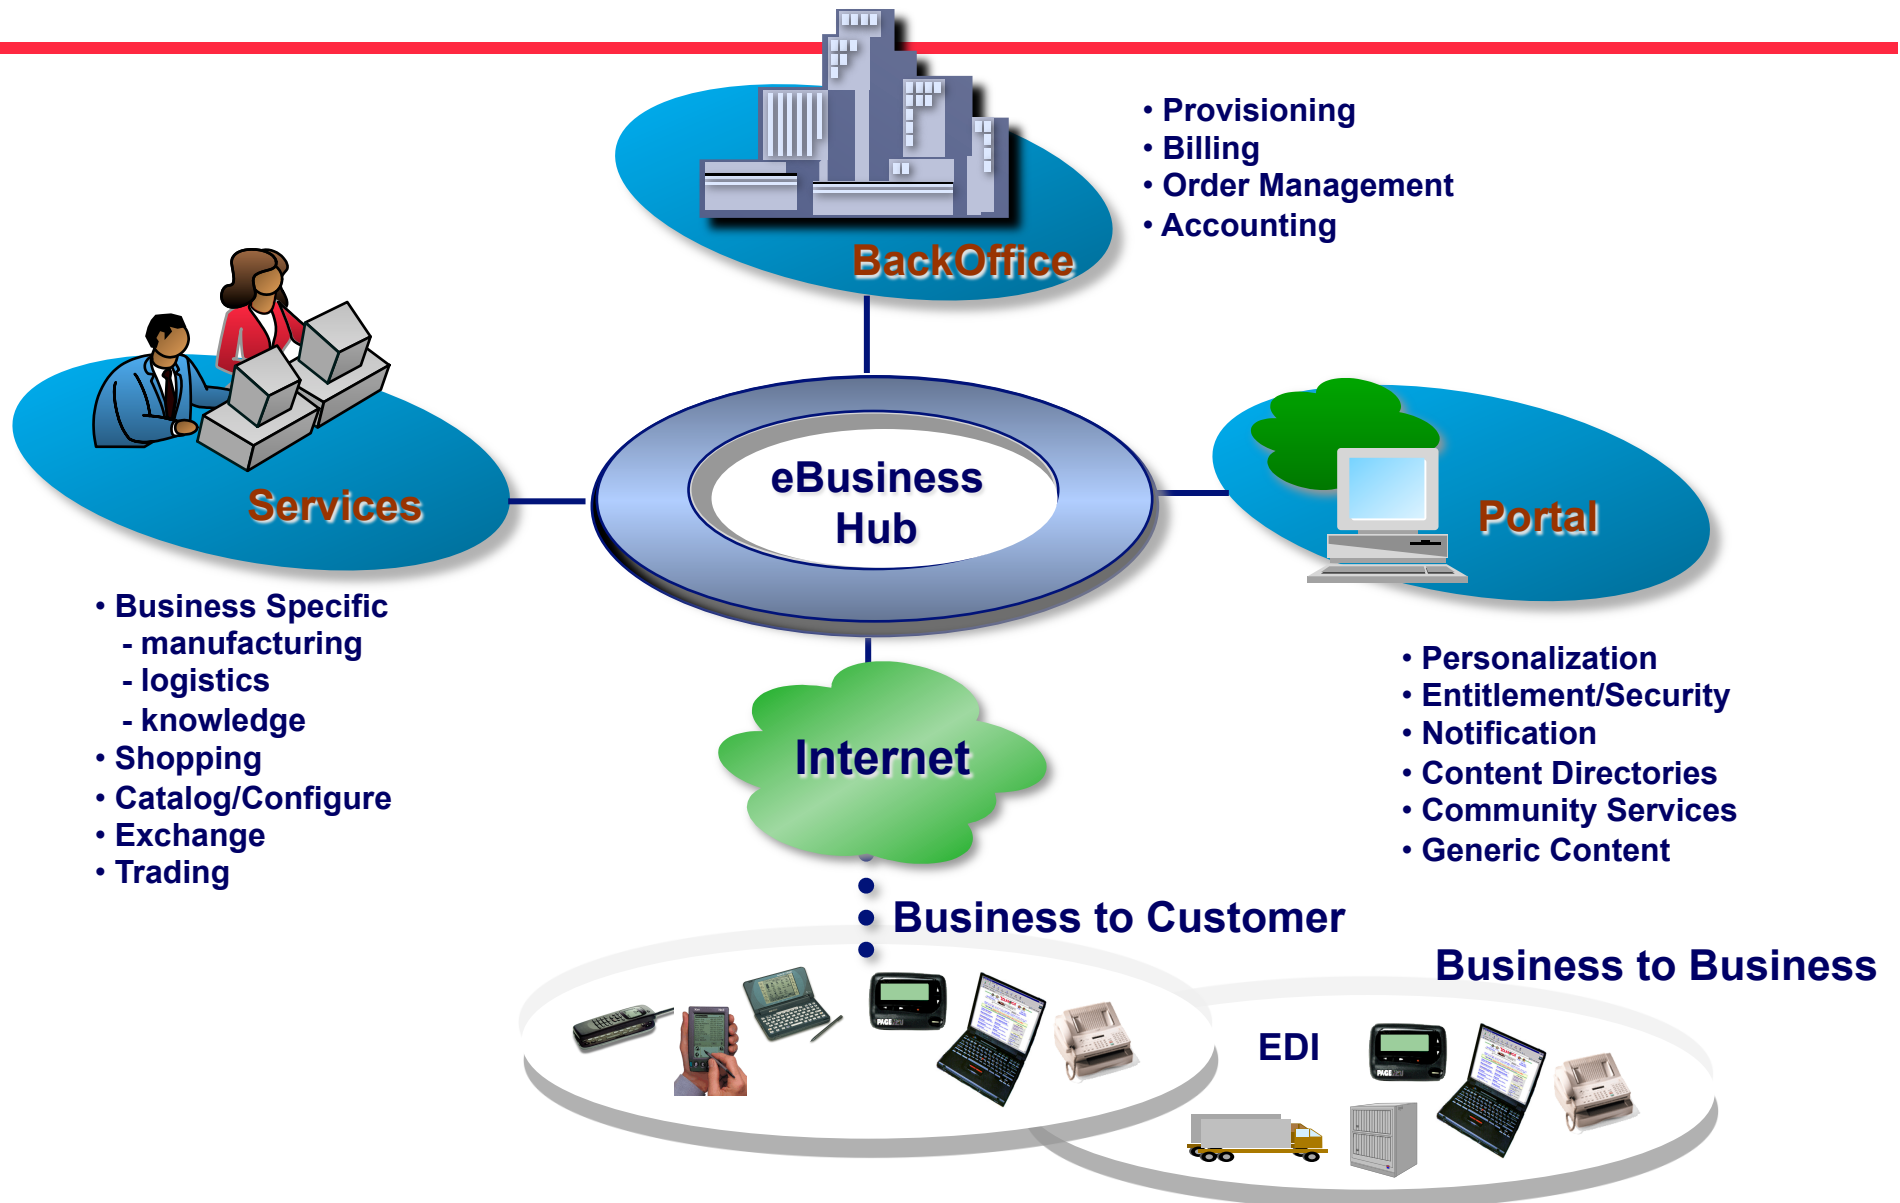 • Provisioning
• Billing
• Order Management
• Accounting
BackOffice
Services
eBusiness
Hub
Portal
• Business Specific
- manufacturing
- logistics
- knowledge
• Shopping
• Catalog/Configure
• Exchange
• Trading
• Personalization
• Entitlement/Security
• Notification
• Content Directories
• Community Services
• Generic Content
Internet
Business to Customer
Business to Business
EDI